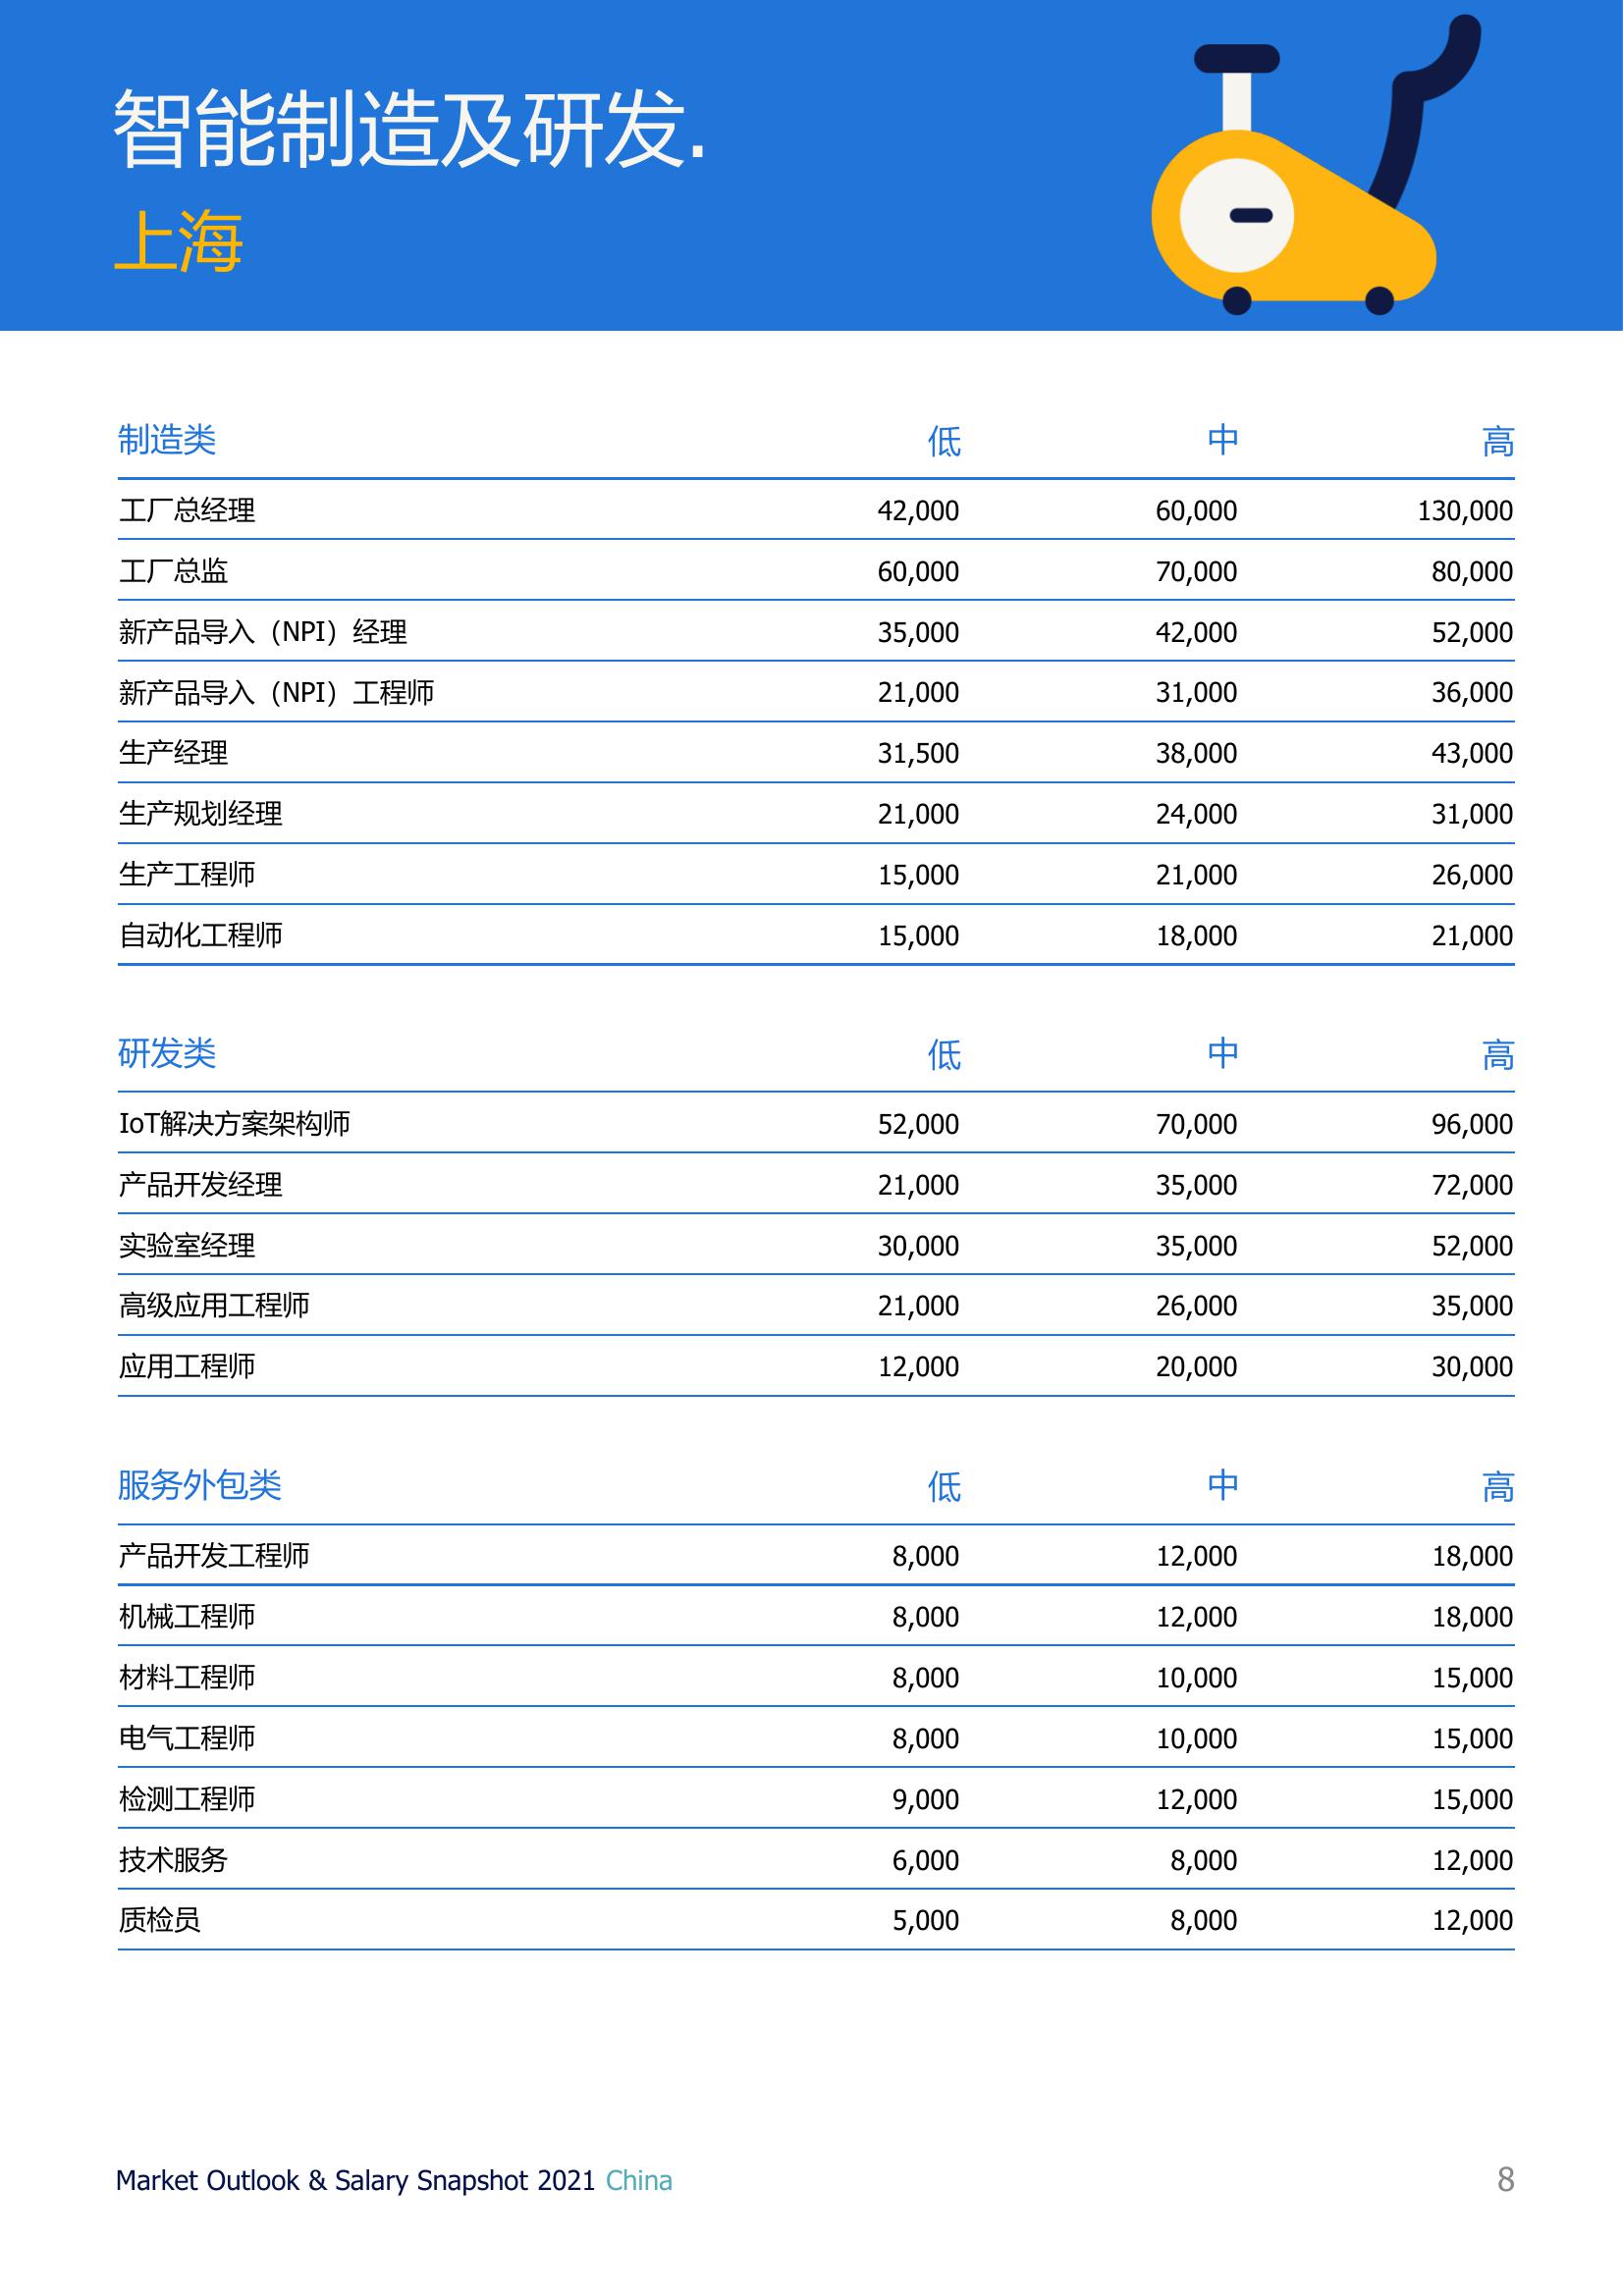 智能制造及研发.
上海
制造类 低 中 高
工厂总经理 42,000 60,000 130,000
工厂总监 60,000 70,000 80,000
新产品导入（NPI）经理 35,000 42,000 52,000
新产品导入（NPI）工程师 21,000 31,000 36,000
生产经理 31,500 38,000 43,000
生产规划经理 21,000 24,000 31,000
生产工程师 15,000 21,000 26,000
自动化工程师 15,000 18,000 21,000
研发类 低 中 高
IoT解决方案架构师 52,000 70,000 96,000
产品开发经理 21,000 35,000 72,000
实验室经理 30,000 35,000 52,000
高级应用工程师 21,000 26,000 35,000
应用工程师 12,000 20,000 30,000
服务外包类 低 中 高
产品开发工程师 8,000 12,000 18,000
机械工程师 8,000 12,000 18,000
材料工程师 8,000 10,000 15,000
电气工程师 8,000 10,000 15,000
检测工程师 9,000 12,000 15,000
技术服务 6,000 8,000 12,000
质检员 5,000 8,000 12,000
Market Outlook & Salary Snapshot 2021 China 8